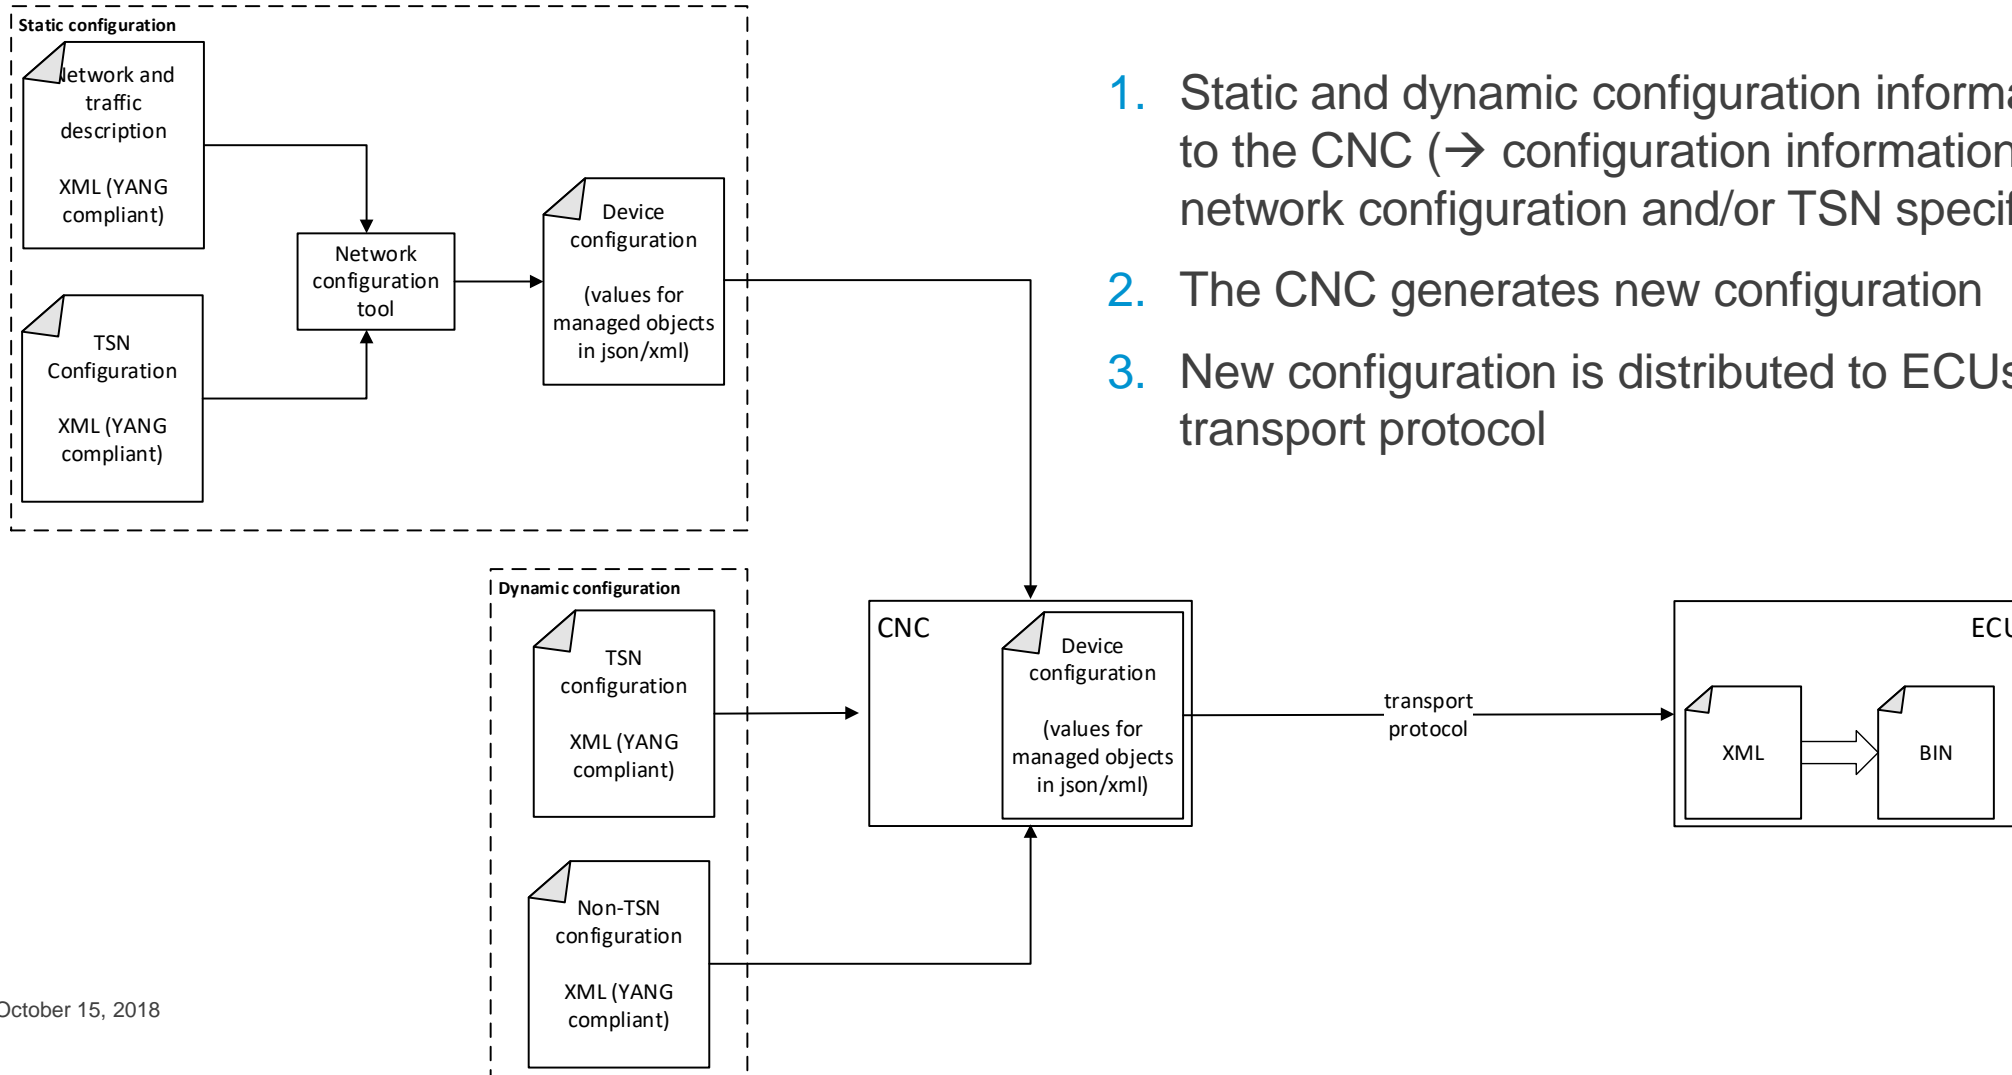 Static configuration
Network and
traffic
description
XML (YANG
compliant)
TSN
Configuration
XML (YANG
compliant)
Network
configuration
tool
Device
configuration
(values for
managed objects
in json/xml)
1. Static and dynamic configuration informa
to the CNC (→ configuration information
network configuration and/or TSN specif
2. The CNC generates new configuration
3. New configuration is distributed to ECUs
transport protocol
Dynamic configuration
TSN
configuration
XML (YANG
compliant)
Non-TSN
configuration
XML (YANG
compliant)
CNC
Device
configuration
(values for
managed objects
in json/xml)
transport
protocol
ECU
XML
BIN
October 15, 2018